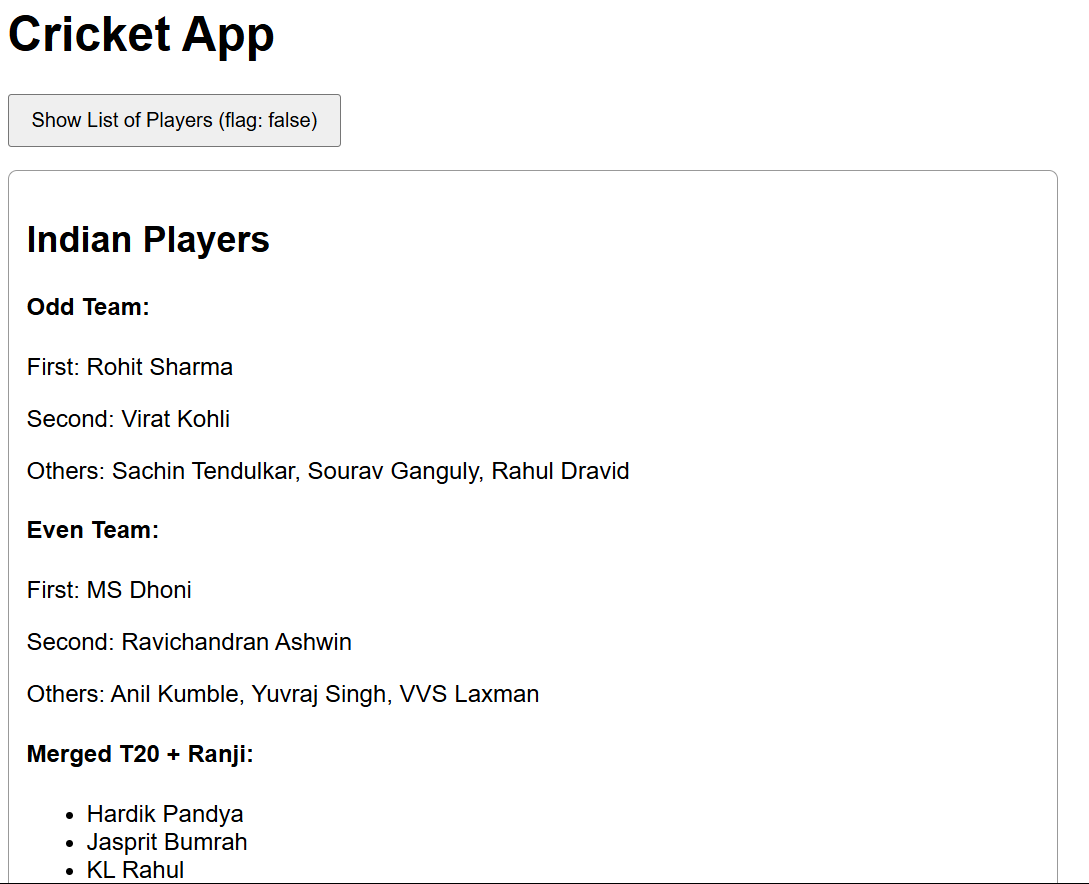 Cricket App
Show List of Players (flag: false)
Indian Players
Odd Team:
First: Rohit Sharma
Second: Virat Kohli
Others: Sachin Tendulkar, Sourav Ganguly, Rahul Dravid
Even Team:
First: MS Dhoni
Second: Ravichandran Ashwin
Others: Anil Kumble, Yuvraj Singh, VVS Laxman
Merged T20 + Ranji:
• Hardik Pandya
• Jasprit Bumrah
• KL Rahul